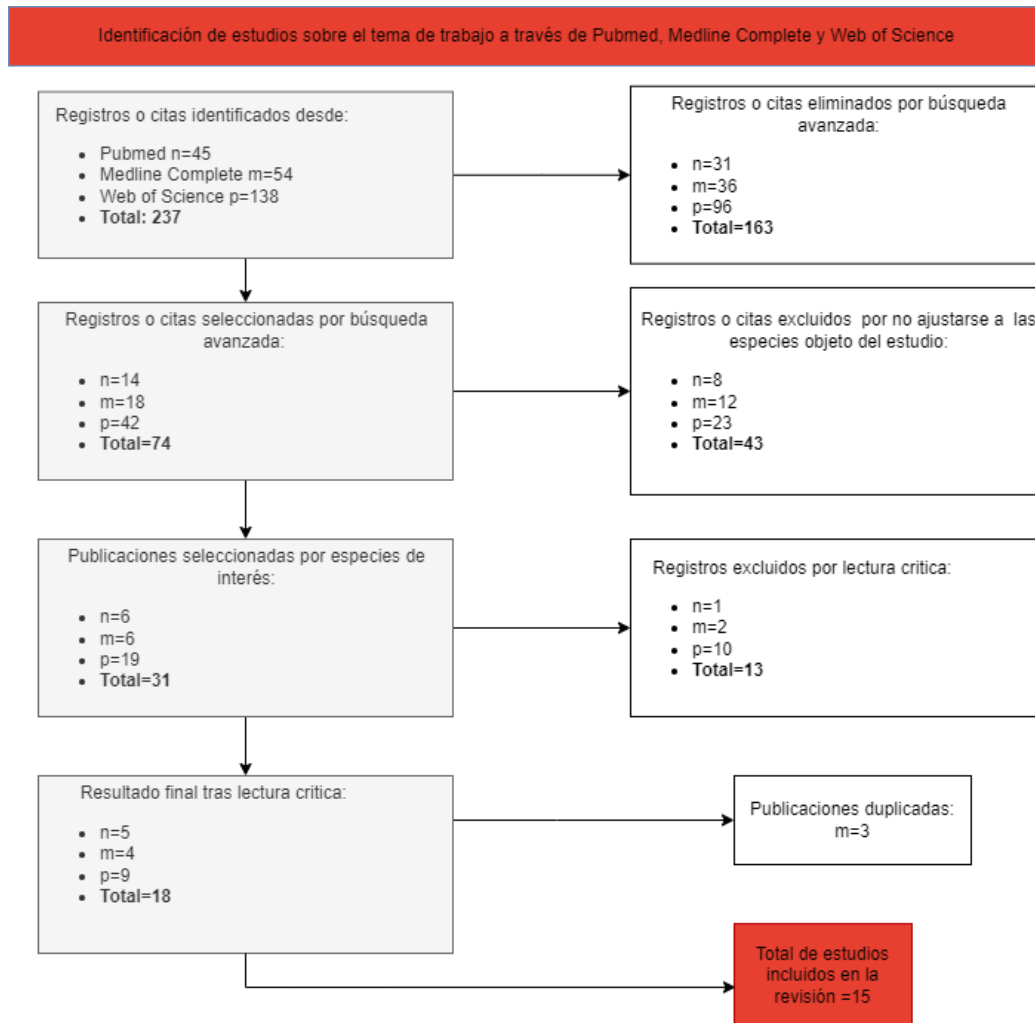 Identificación de estudios sobre el tema de trabajo a través de Pubmed, Medline Complete y Web of Science
Registros o citas identificados desde:
• Pubmed n=45
• Medline Complete m=54
• Web of Science p=138
• Total: 237
Registros o citas eliminados por búsqueda
avanzada:
• n=31
• m=36
• p=96
• Total=163
Registros o citas seleccionadas por búsqueda
avanzada:
• n=14
• m=18
• p=42
• Total=74
Registros o citas excluidos por no ajustarse a las
especies objeto del estudio:
• n=8
• m=12
• p=23
• Total=43
Publicaciones seleccionadas por especies de
interés:
• n=6
• m=6
• p=19
• Total=31
Registros excluidos por lectura critica:
• n=1
• m=2
• p=10
• Total=13
Resultado final tras lectura critica:
• n=5
• m=4
• p=9
• Total=18
Publicaciones duplicadas:
m=3
Total de estudios
incluidos en la
revisión =15